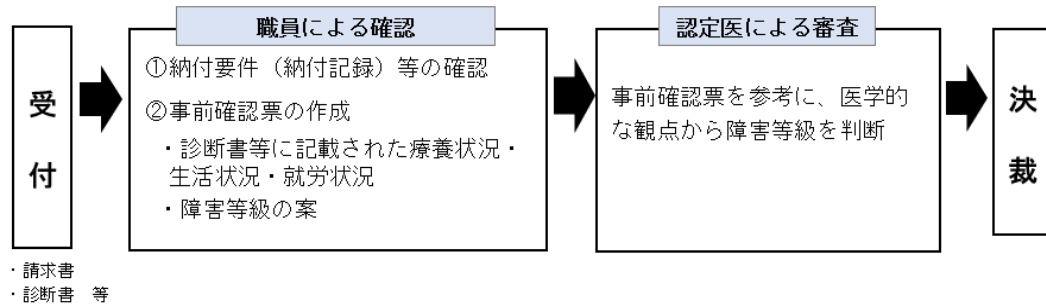 受付
・請求書
・診断書　等
職員による確認
①納付要件（納付記録）等の確認
②事前確認票の作成
・診断書等に記載された療養状況・
生活状況・就労状況
・障害等級の案
認定医による審査
事前確認票を参考に、医学的
な観点から障害等級を判断
決裁